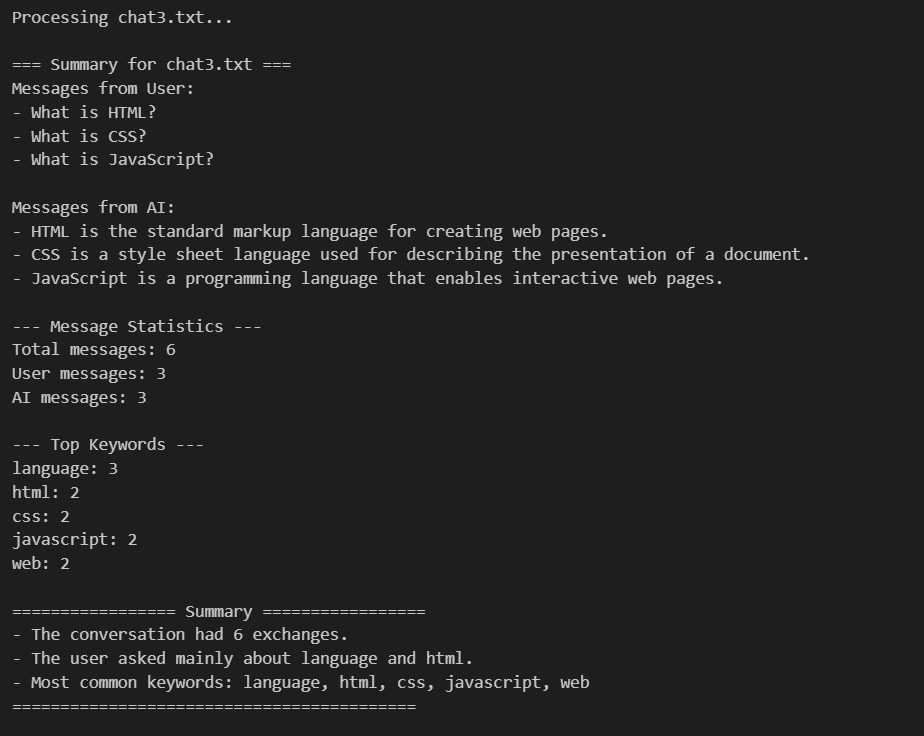 Processing chat3.txt...
=== Summary for chat3.txt ===
Messages from User:
- What is HTML?
- What is CSS?
- What is JavaScript?
Messages from AI:
- HTML is the standard markup language for creating web pages.
- CSS is a style sheet language used for describing the presentation of a document.
- JavaScript is a programming language that enables interactive web pages.
--- Message Statistics ---
Total messages: 6
User messages: 3
AI messages: 3
--- Top Keywords ---
language: 3
html: 2
css: 2
javascript: 2
web: 2
================= Summary =================
- The conversation had 6 exchanges.
- The user asked mainly about language and html.
- Most common keywords: language, html, css, javascript, web
==========================================